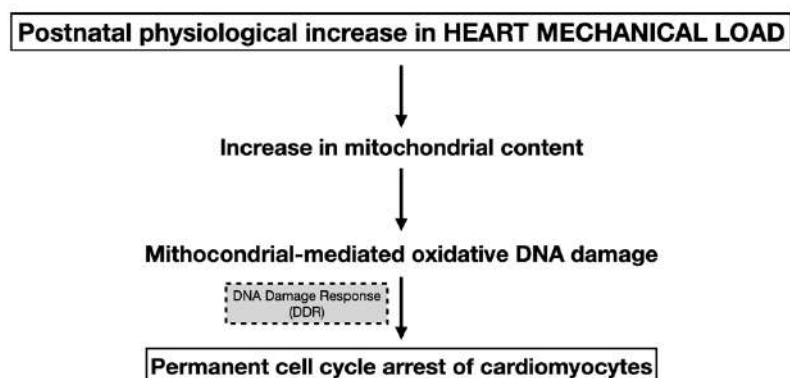 Postnatal physiological increase in HEART MECHANICAL LOAD
Increase in mitochondrial content
Mithocondrial-mediated oxidative DNA damage
DNA Damage Response
(DDR)
Permanent cell cycle arrest of cardiomyocytes